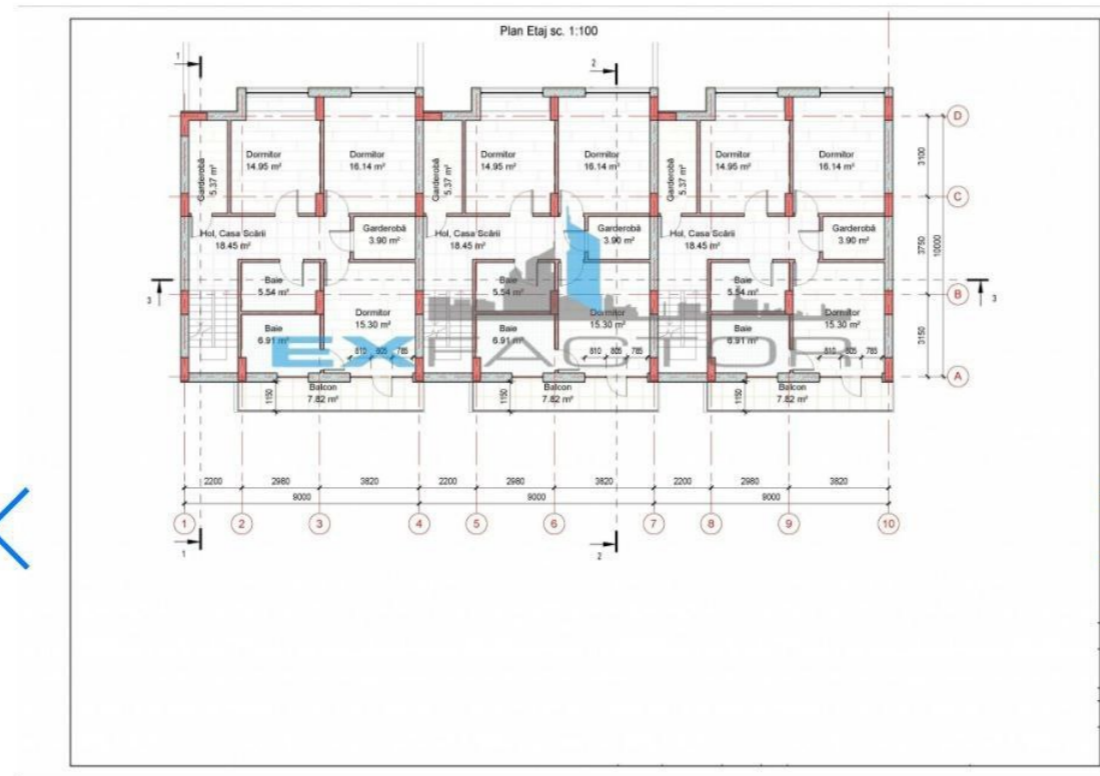 Plan Etaj sc. 1:100
1
2
D
C
B
A
3100
3750
3150
10000
Garderobă
5.37 m²
Dormitor
14.95 m²
Dormitor
16.14 m²
Garderobă
5.37 m²
Dormitor
14.95 m²
Dormitor
16.14 m²
Garderobă
5.37 m²
Dormitor
14.95 m²
Dormitor
16.14 m²
Hol, Casa Scării
18.45 m²
Garderobă
3.90 m²
Hol, Casa Scării
18.45 m²
Garderobă
3.90 m²
Hol, Casa Scării
18.45 m²
Garderobă
3.90 m²
3
3
Baie
5.54 m²
Baie
5.54 m²
Baie
5.54 m²
Dormitor
15.30 m²
Dormitor
15.30 m²
Dormitor
15.30 m²
Baie
6.91 m²
Baie
6.91 m²
Baie
6.91 m²
810 805 785
810 805 785
810 805 785
EXFACTOR
Balcon
7.82 m²
Balcon
7.82 m²
Balcon
7.82 m²
1150
1150
1150
2200 2980 3820 2200 2980 3820 2200 2980 3820
9000 9000 9000
1 2 3 4 5 6 7 8 9 10
1
2